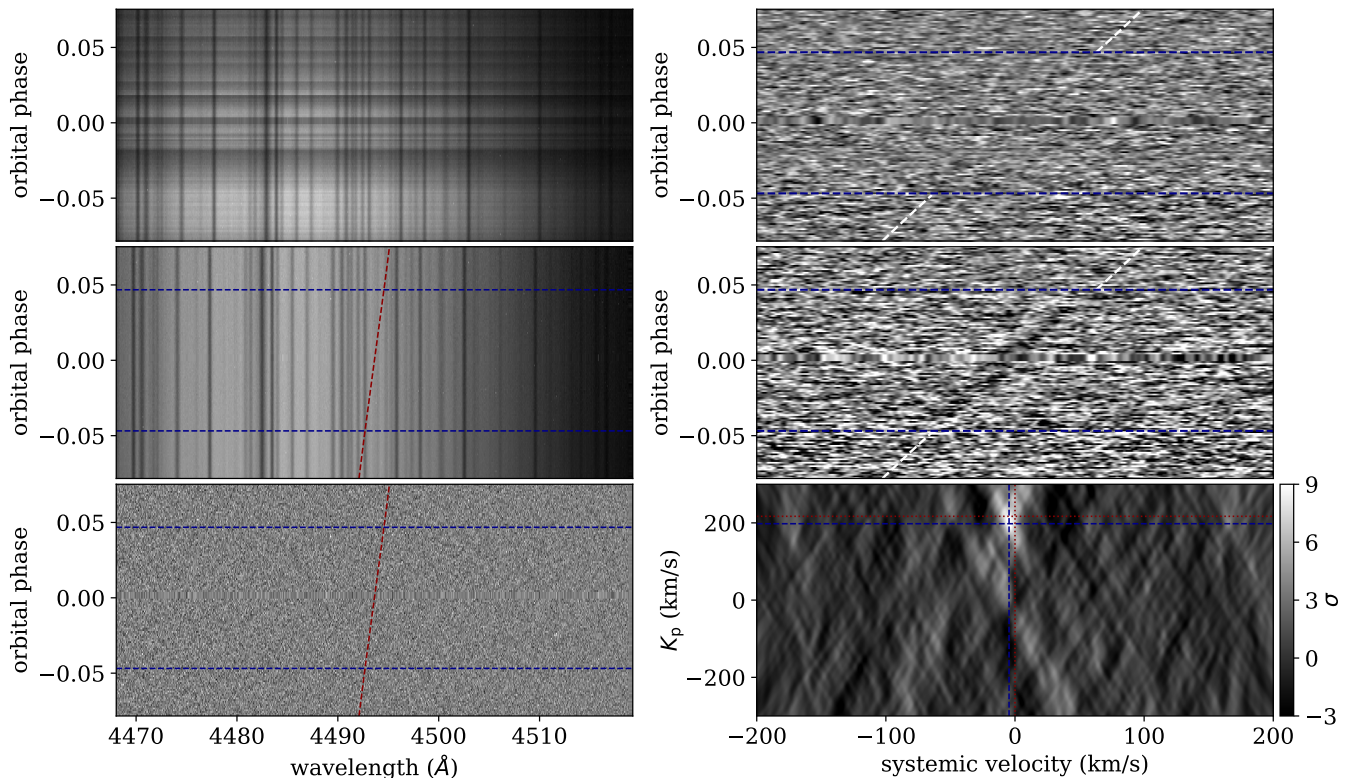 orbital phase
0.05
0.00
−0.05
orbital phase
0.05
0.00
−0.05
orbital phase
0.05
0.00
−0.05
4470 4480 4490 4500 4510
wavelength (Å)
orbital phase
0.05
0.00
−0.05
orbital phase
0.05
0.00
−0.05
Kp (km/s)
200
0
−200
−200 −100 0 100 200
systemic velocity (km/s)
9
6
3
0
−3
σ